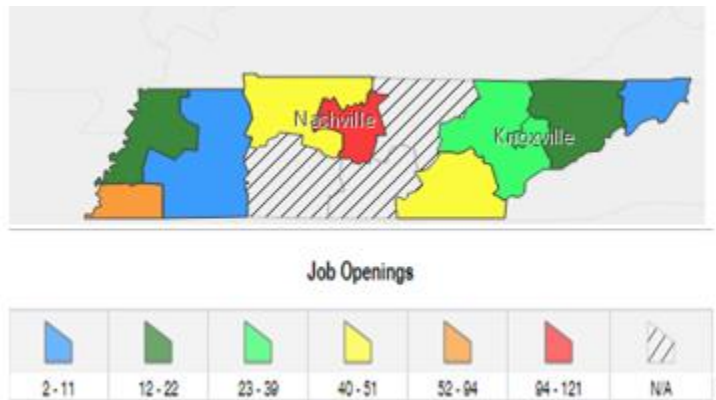 Nashville
Knoxville
Job Openings
2 - 11
12 - 22
23 - 39
40 - 51
52 - 94
94 - 121
N/A